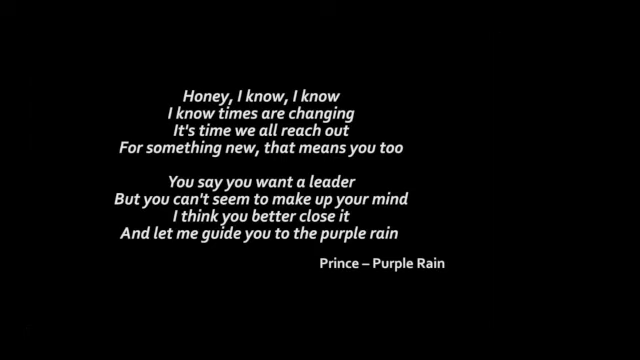 Honey, I know, I know
I know times are changing
It's time we all reach out
For something new, that means you too
You say you want a leader
But you can't seem to make up your mind
I think you better close it
And let me guide you to the purple rain
Prince – Purple Rain